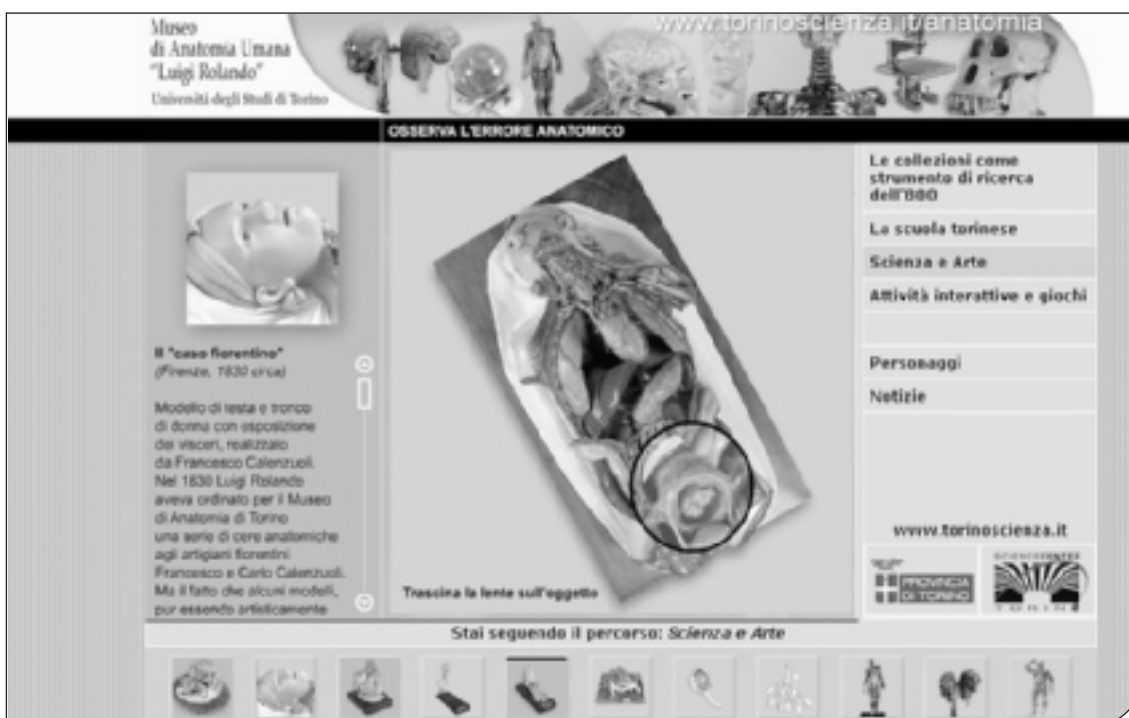 www.torinoscienza.it/anatomia
Museo
di Anatomia Umana
"Luigi Rolando"
Università degli Studi di Torino
OSSERVA L'ERRORE ANATOMICO
Il "caso fiorentino"
(Firenze, 1830 circa)
Modello di testa e tronco
di donna con esposizione
dei visceri, realizzato
da Francesco Calenzuoli.
Nel 1830 Luigi Rolando
aveva ordinato per il Museo
di Anatomia di Torino
una serie di cere anatomiche
agli artigiani fiorentini
Francesco e Carlo Calenzuoli.
Ma il fatto che alcuni modelli,
pur essendo artisticamente
Trascina la lente sull'oggetto
Le collezioni come
strumento di ricerca
dell'800
La scuola torinese
Scienza e Arte
Attività interattive e giochi
Personaggi
Notizie
www.torinoscienza.it
PROVINCIA
DI TORINO
SCIENCECENTER
TORINO
Stai seguendo il percorso: Scienza e Arte